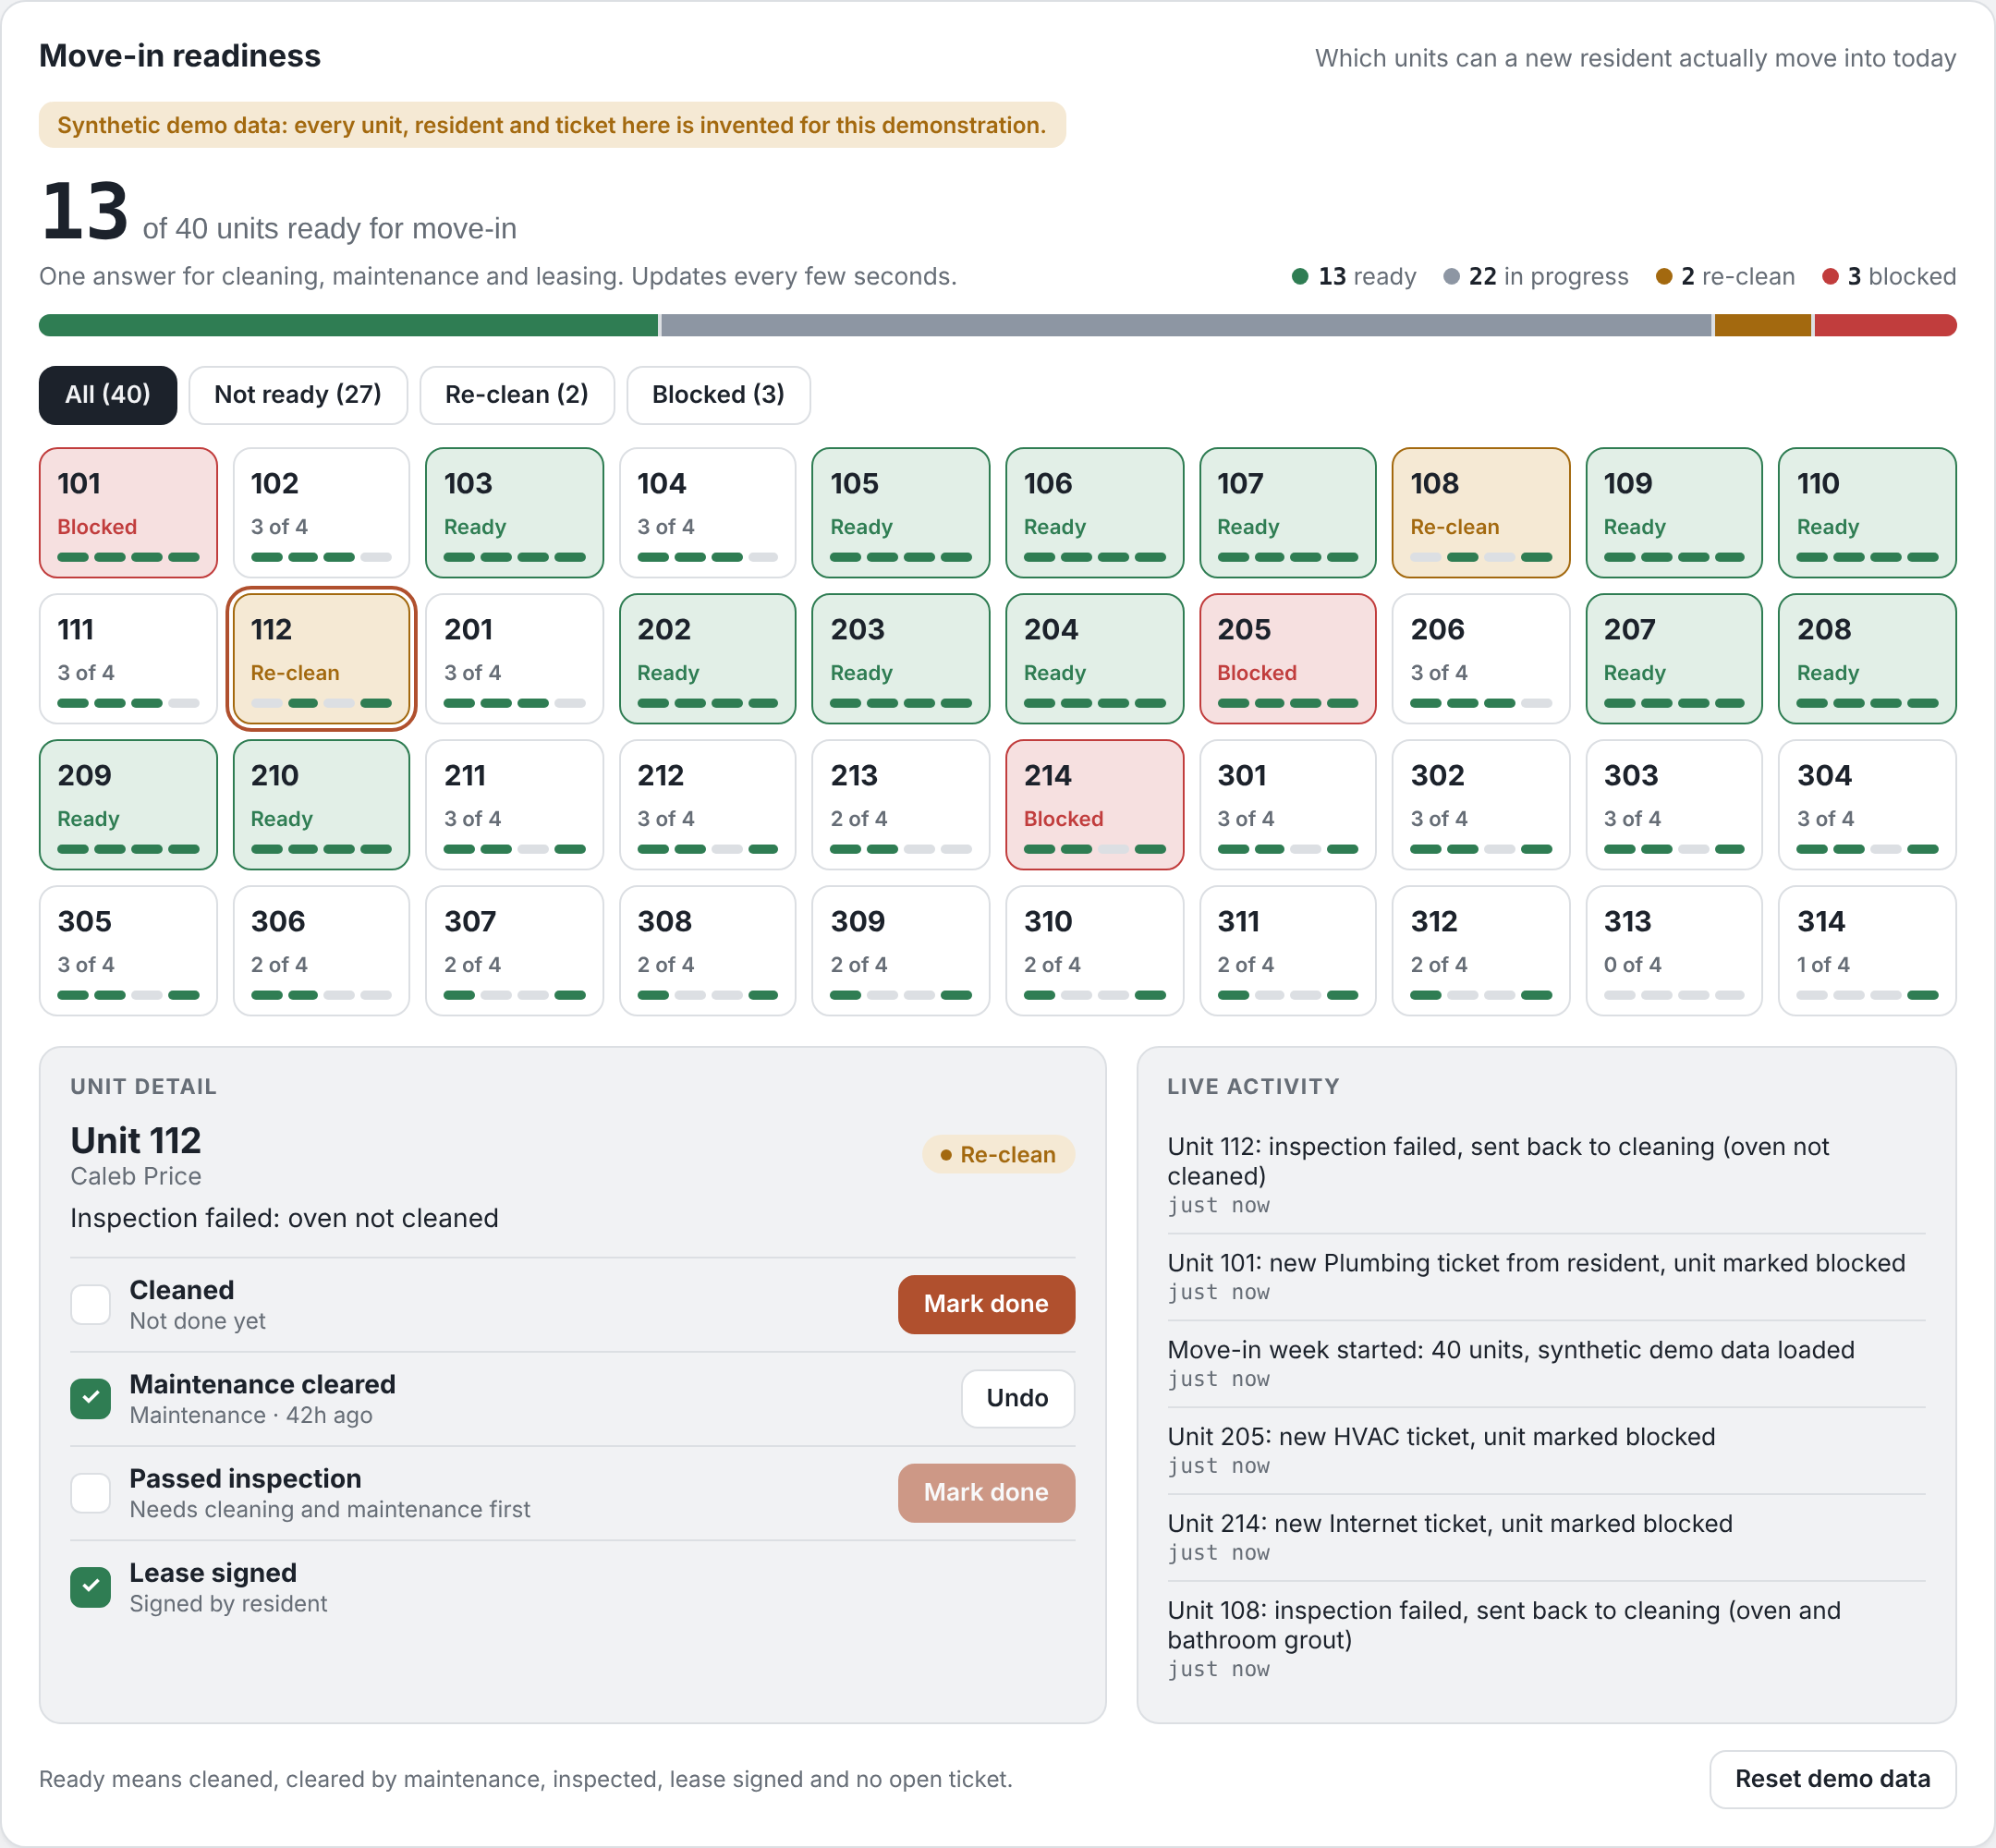 Move-in readiness
Which units can a new resident actually move into today
Synthetic demo data: every unit, resident and ticket here is invented for this demonstration.
13 of 40 units ready for move-in
One answer for cleaning, maintenance and leasing. Updates every few seconds.
13 ready 22 in progress 2 re-clean 3 blocked
All (40) Not ready (27) Re-clean (2) Blocked (3)
101 102 103 104 105 106 107 108 109 110
Blocked 3 of 4 Ready 3 of 4 Ready Ready Ready Re-clean Ready Ready
111 112 201 202 203 204 205 206 207 208
3 of 4 Re-clean 3 of 4 Ready Ready Ready Blocked 3 of 4 Ready Ready
209 210 211 212 213 214 301 302 303 304
Ready Ready 3 of 4 3 of 4 2 of 4 Blocked 3 of 4 3 of 4 3 of 4 3 of 4
305 306 307 308 309 310 311 312 313 314
3 of 4 2 of 4 2 of 4 2 of 4 2 of 4 2 of 4 2 of 4 2 of 4 0 of 4 1 of 4
UNIT DETAIL
Unit 112
Re-clean
Caleb Price
Inspection failed: oven not cleaned
Cleaned
Not done yet
Mark done
Maintenance cleared
Maintenance · 42h ago
Undo
Passed inspection
Needs cleaning and maintenance first
Mark done
Lease signed
Signed by resident
LIVE ACTIVITY
Unit 112: inspection failed, sent back to cleaning (oven not
cleaned)
just now
Unit 101: new Plumbing ticket from resident, unit marked blocked
just now
Move-in week started: 40 units, synthetic demo data loaded
just now
Unit 205: new HVAC ticket, unit marked blocked
just now
Unit 214: new Internet ticket, unit marked blocked
just now
Unit 108: inspection failed, sent back to cleaning (oven and
bathroom grout)
just now
Ready means cleaned, cleared by maintenance, inspected, lease signed and no open ticket.
Reset demo data